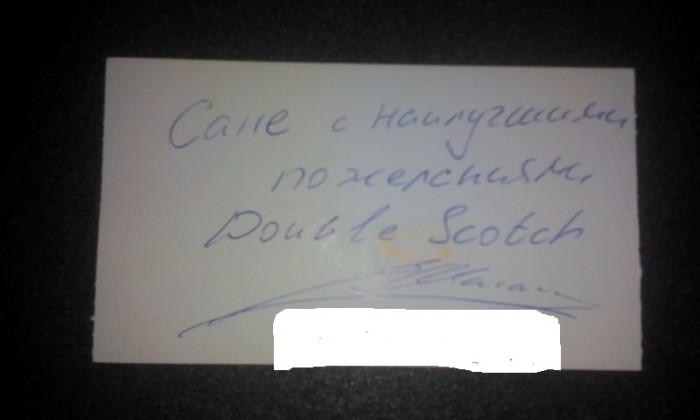 Сане с наилучшими
пожеланиями
Double Scotch